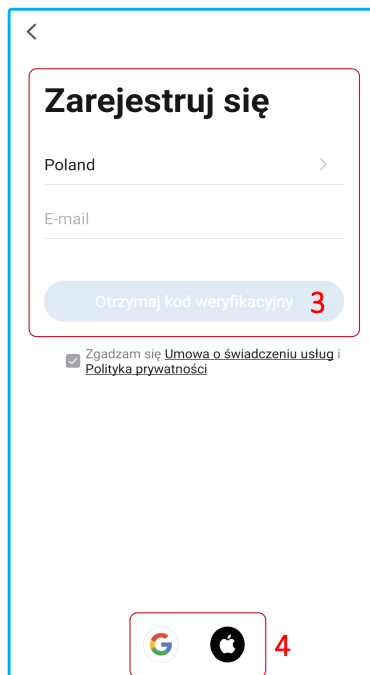 Zarejestruj się
Poland
E-mail
Otrzymaj kod weryfikacyjny 3
Zgadzam się Umowa o świadczeniu usług i
Polityka prywatności
4